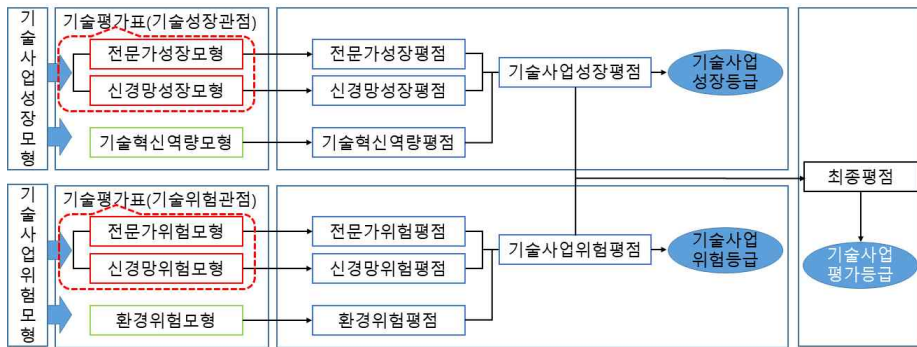 기술사업성장모형
기술평가표(기술성장관점)
전문가성장모형
신경망성장모형
기술혁신역량모형
전문가성장평점
신경망성장평점
기술혁신역량평점
기술사업성장평점
기술사업
성장등급
기술사업위험모형
기술평가표(기술위험관점)
전문가위험모형
신경망위험모형
환경위험모형
전문가위험평점
신경망위험평점
환경위험평점
기술사업위험평점
기술사업
위험등급
최종평점
기술사업
평가등급